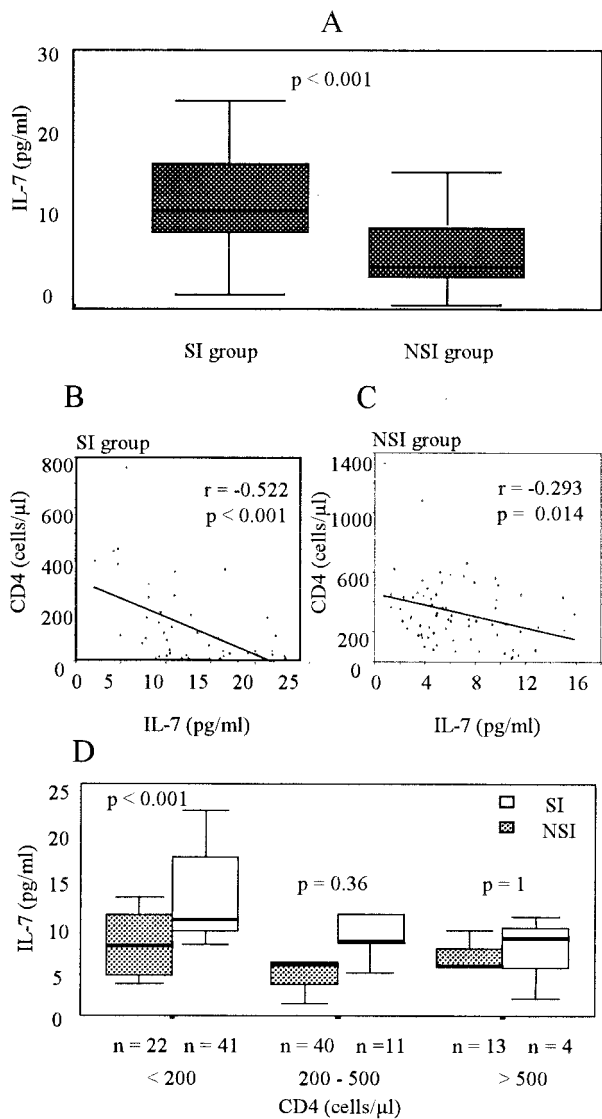 A
30
20
10
0
IL-7 (pg/ml)
p < 0.001
SI group NSI group
B
SI group
800
600
400
200
0
CD4 (cells/µl)
r = -0.522
p < 0.001
0 5 10 15 20 25
IL-7 (pg/ml)
C
NSI group
1400
1000
600
200
0
CD4 (cells/µl)
r = -0.293
p = 0.014
0 4 8 12 16
IL-7 (pg/ml)
D
25
20
15
10
5
0
IL-7 (pg/ml)
p < 0.001
p = 0.36
p = 1
SI
NSI
n = 22 n = 41 n = 40 n =11 n = 13 n = 4
< 200 200 - 500 > 500
CD4 (cells/µl)